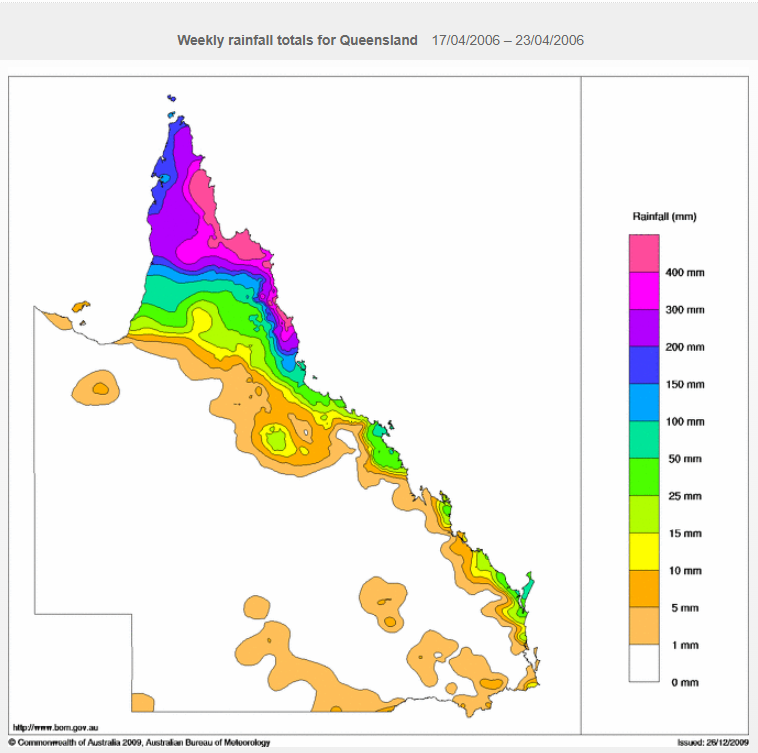 Weekly rainfall totals for Queensland 17/04/2006 – 23/04/2006
Rainfall (mm)
400 mm
300 mm
200 mm
150 mm
100 mm
50 mm
25 mm
15 mm
10 mm
5 mm
1 mm
0 mm
http://www.bom.gov.au
© Commonwealth of Australia 2009, Australian Bureau of Meteorology Issued: 26/12/2009